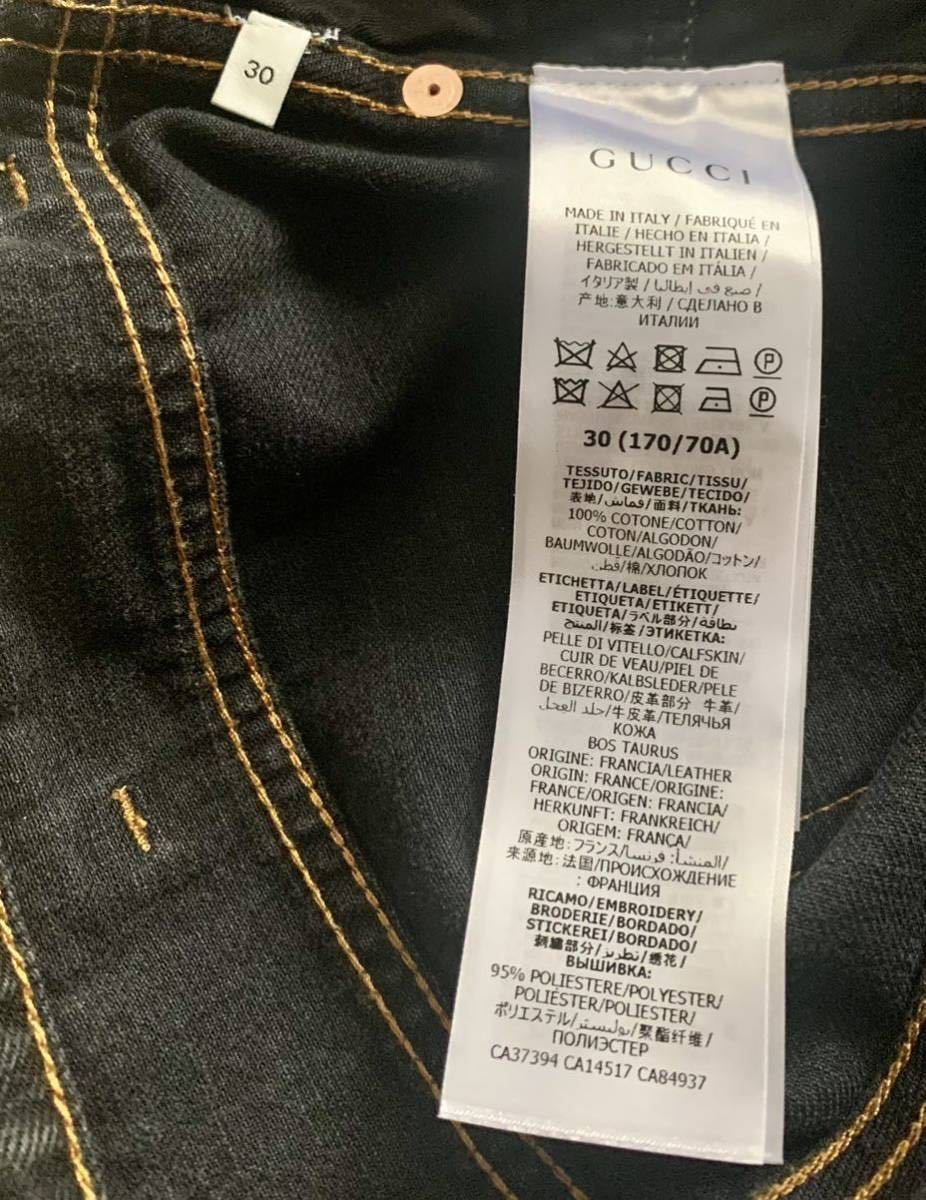 30
GUCCI
MADE IN ITALY / FABRIQUÉ EN
ITALIE / HECHO EN ITALIA /
HERGESTELLT IN ITALIEN /
FABRICADO EM ITÁLIA /
イタリア製 / صنع في إيطاليا /
产地:意大利 / СДЕЛАНО В
ИТАЛИИ
P
P
30 (170/70A)
TESSUTO/FABRIC/TISSU/
TEJIDO/GEWEBE/TECIDO/
表地/قماش/面料/ТКАНЬ:
100% COTONE/COTTON/
COTON/ALGODON/
BAUMWOLLE/ALGODÃO/コットン/
قطن/棉/ХЛОПОК
ETICHETTA/LABEL/ÉTIQUETTE/
ETIQUETA/ETIKETT/
ETIQUETA/ラベル部分/بطاقة
المنتج/标签/ЭТИКЕТКА:
PELLE DI VITELLO/CALFSKIN/
CUIR DE VEAU/PIEL DE
BECERRO/KALBSLEDER/PELE
DE BIZERRO/皮革部分 牛革/
جلد العجل/牛皮革/ТЕЛЯЧЬЯ
КОЖА
BOS TAURUS
ORIGINE: FRANCIA/LEATHER
ORIGIN: FRANCE/ORIGINE:
FRANCE/ORIGEN: FRANCIA/
HERKUNFT: FRANKREICH/
ORIGEM: FRANÇA/
原産地:フランス/المنشأ: فرنسا/
来源地: 法国/ПРОИСХОЖДЕНИЕ
: ФРАНЦИЯ
RICAMO/EMBROIDERY/
BRODERIE/BORDADO/
STICKEREI/BORDADO/
刺繍部分/تطريز/绣花/
ВЫШИВКА:
95% POLIESTERE/POLYESTER/
POLYÉSTER/POLIESTER/
ポリエステル/بوليستر/聚酯纤维/
ПОЛИЭСТЕР
CA37394 CA14517 CA84937